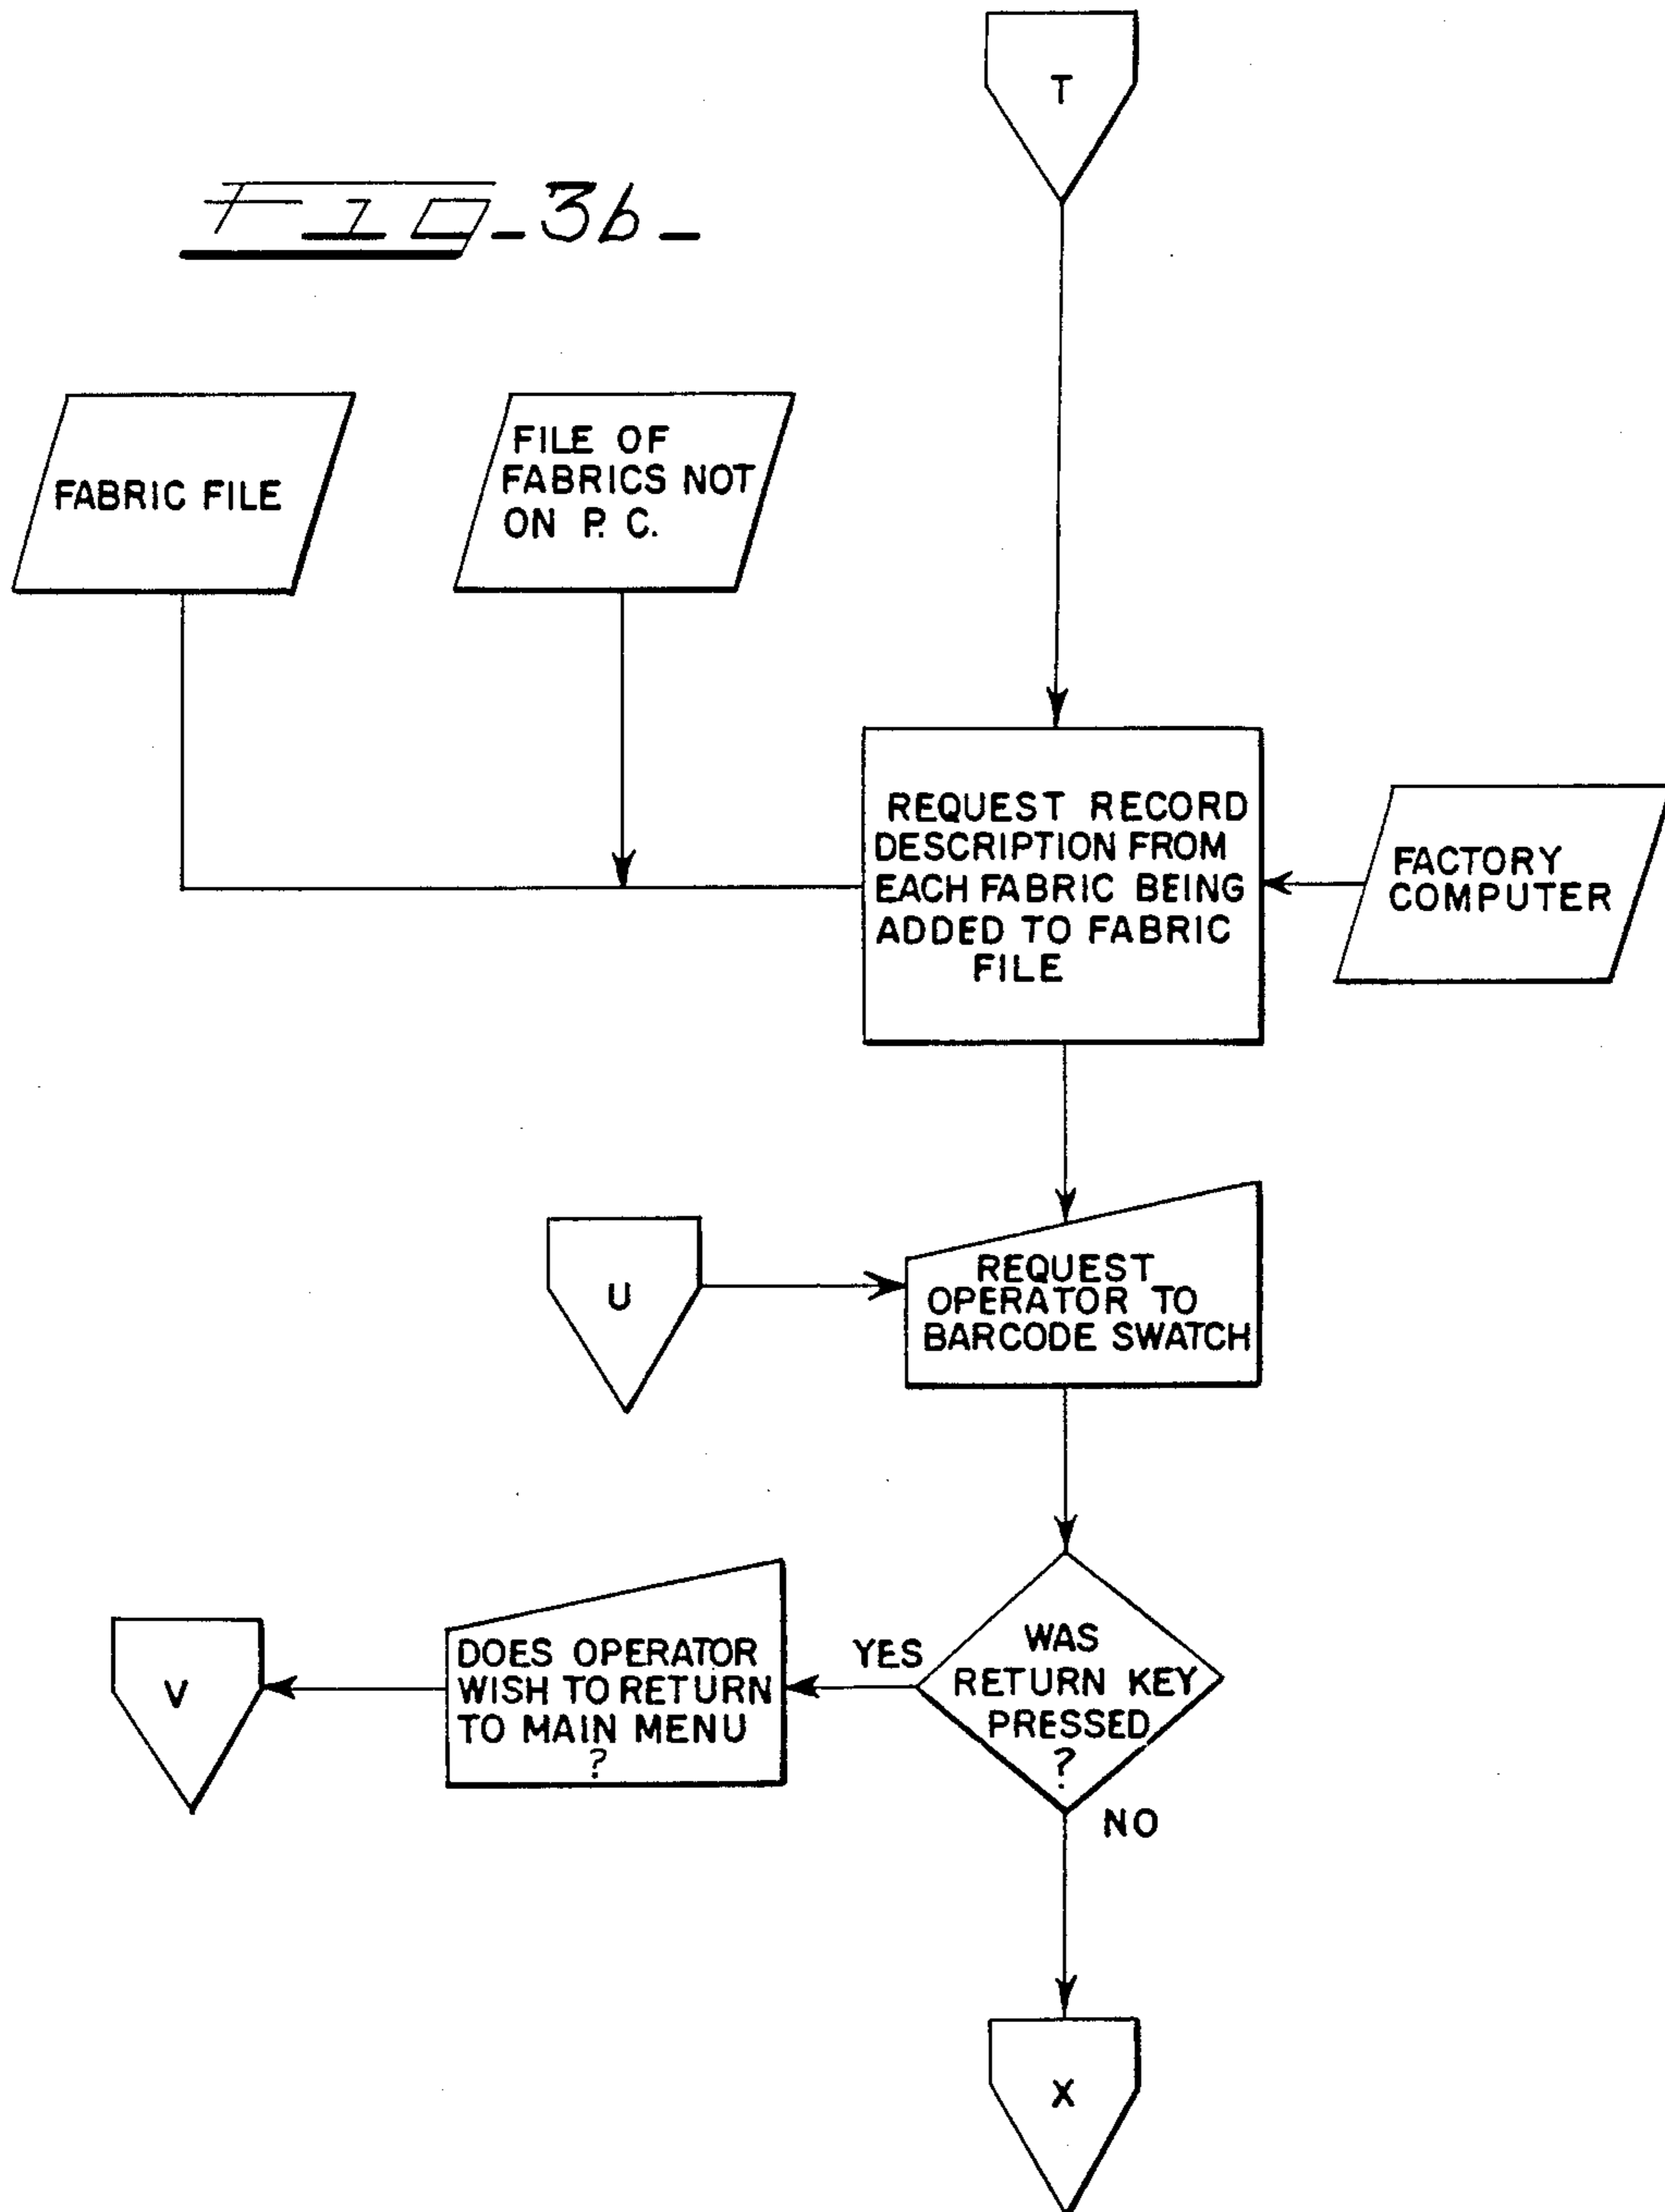 T
FIG_3b_
FABRIC FILE
FILE OF
FABRICS NOT
ON P. C.
REQUEST RECORD
DESCRIPTION FROM
EACH FABRIC BEING
ADDED TO FABRIC
FILE
FACTORY
COMPUTER
U
REQUEST
OPERATOR TO
BARCODE SWATCH
V
DOES OPERATOR
WISH TO RETURN
TO MAIN MENU
?
YES
WAS
RETURN KEY
PRESSED
?
NO
X